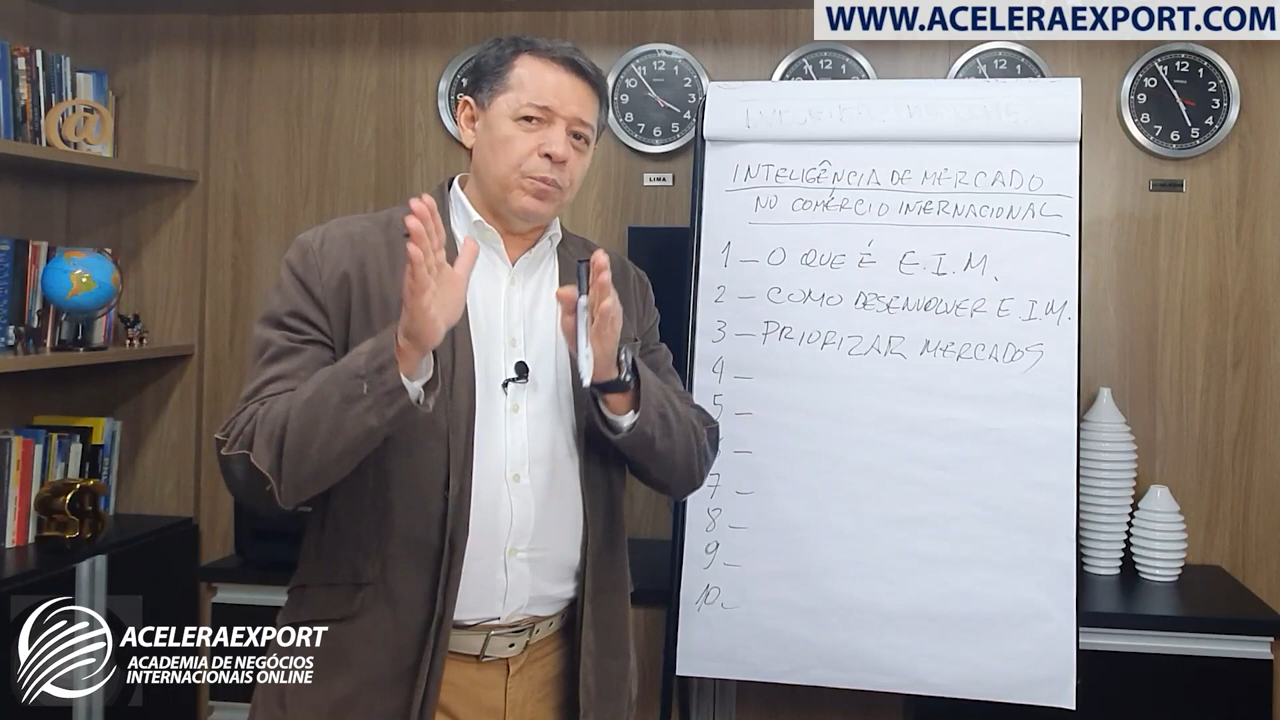 WWW.ACELERAEXPORT.COM
INTELIGÊNCIA DE MERCADO
NO COMÉRCIO INTERNACIONAL
1 – O QUE É E.I.M.
2 – COMO DESENVOLVER E.I.M.
3 – PRIORIZAR MERCADOS
4 –
5 –
–
7 –
8 –
9 –
10 –
LIMA
ACELERAEXPORT
ACADEMIA DE NEGÓCIOS
INTERNACIONAIS ONLINE